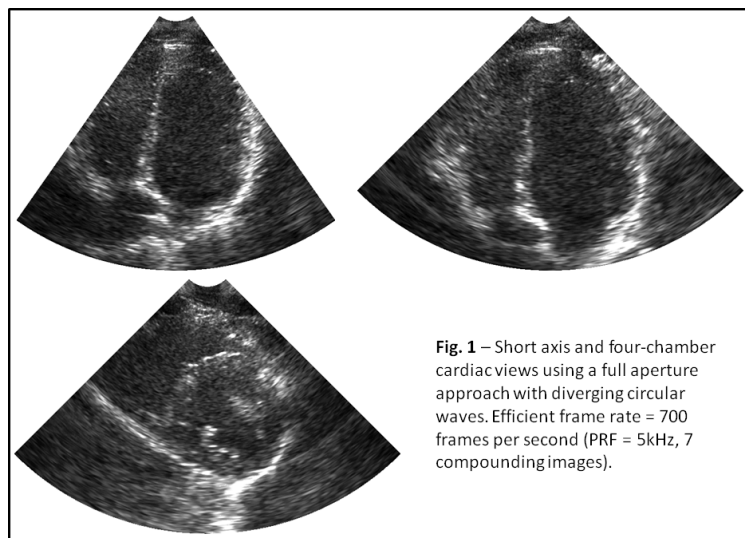 Fig. 1 – Short axis and four-chamber
cardiac views using a full aperture
approach with diverging circular
waves. Efficient frame rate = 700
frames per second (PRF = 5kHz, 7
compounding images).